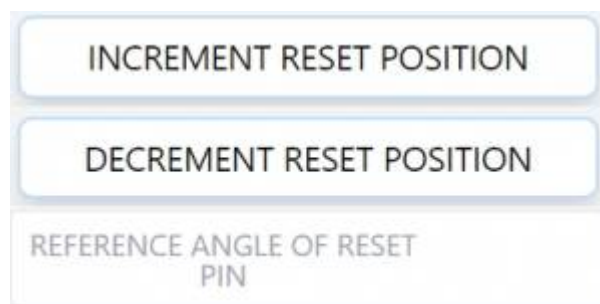 INCREMENT RESET POSITION
DECREMENT RESET POSITION
REFERENCE ANGLE OF RESET
PIN